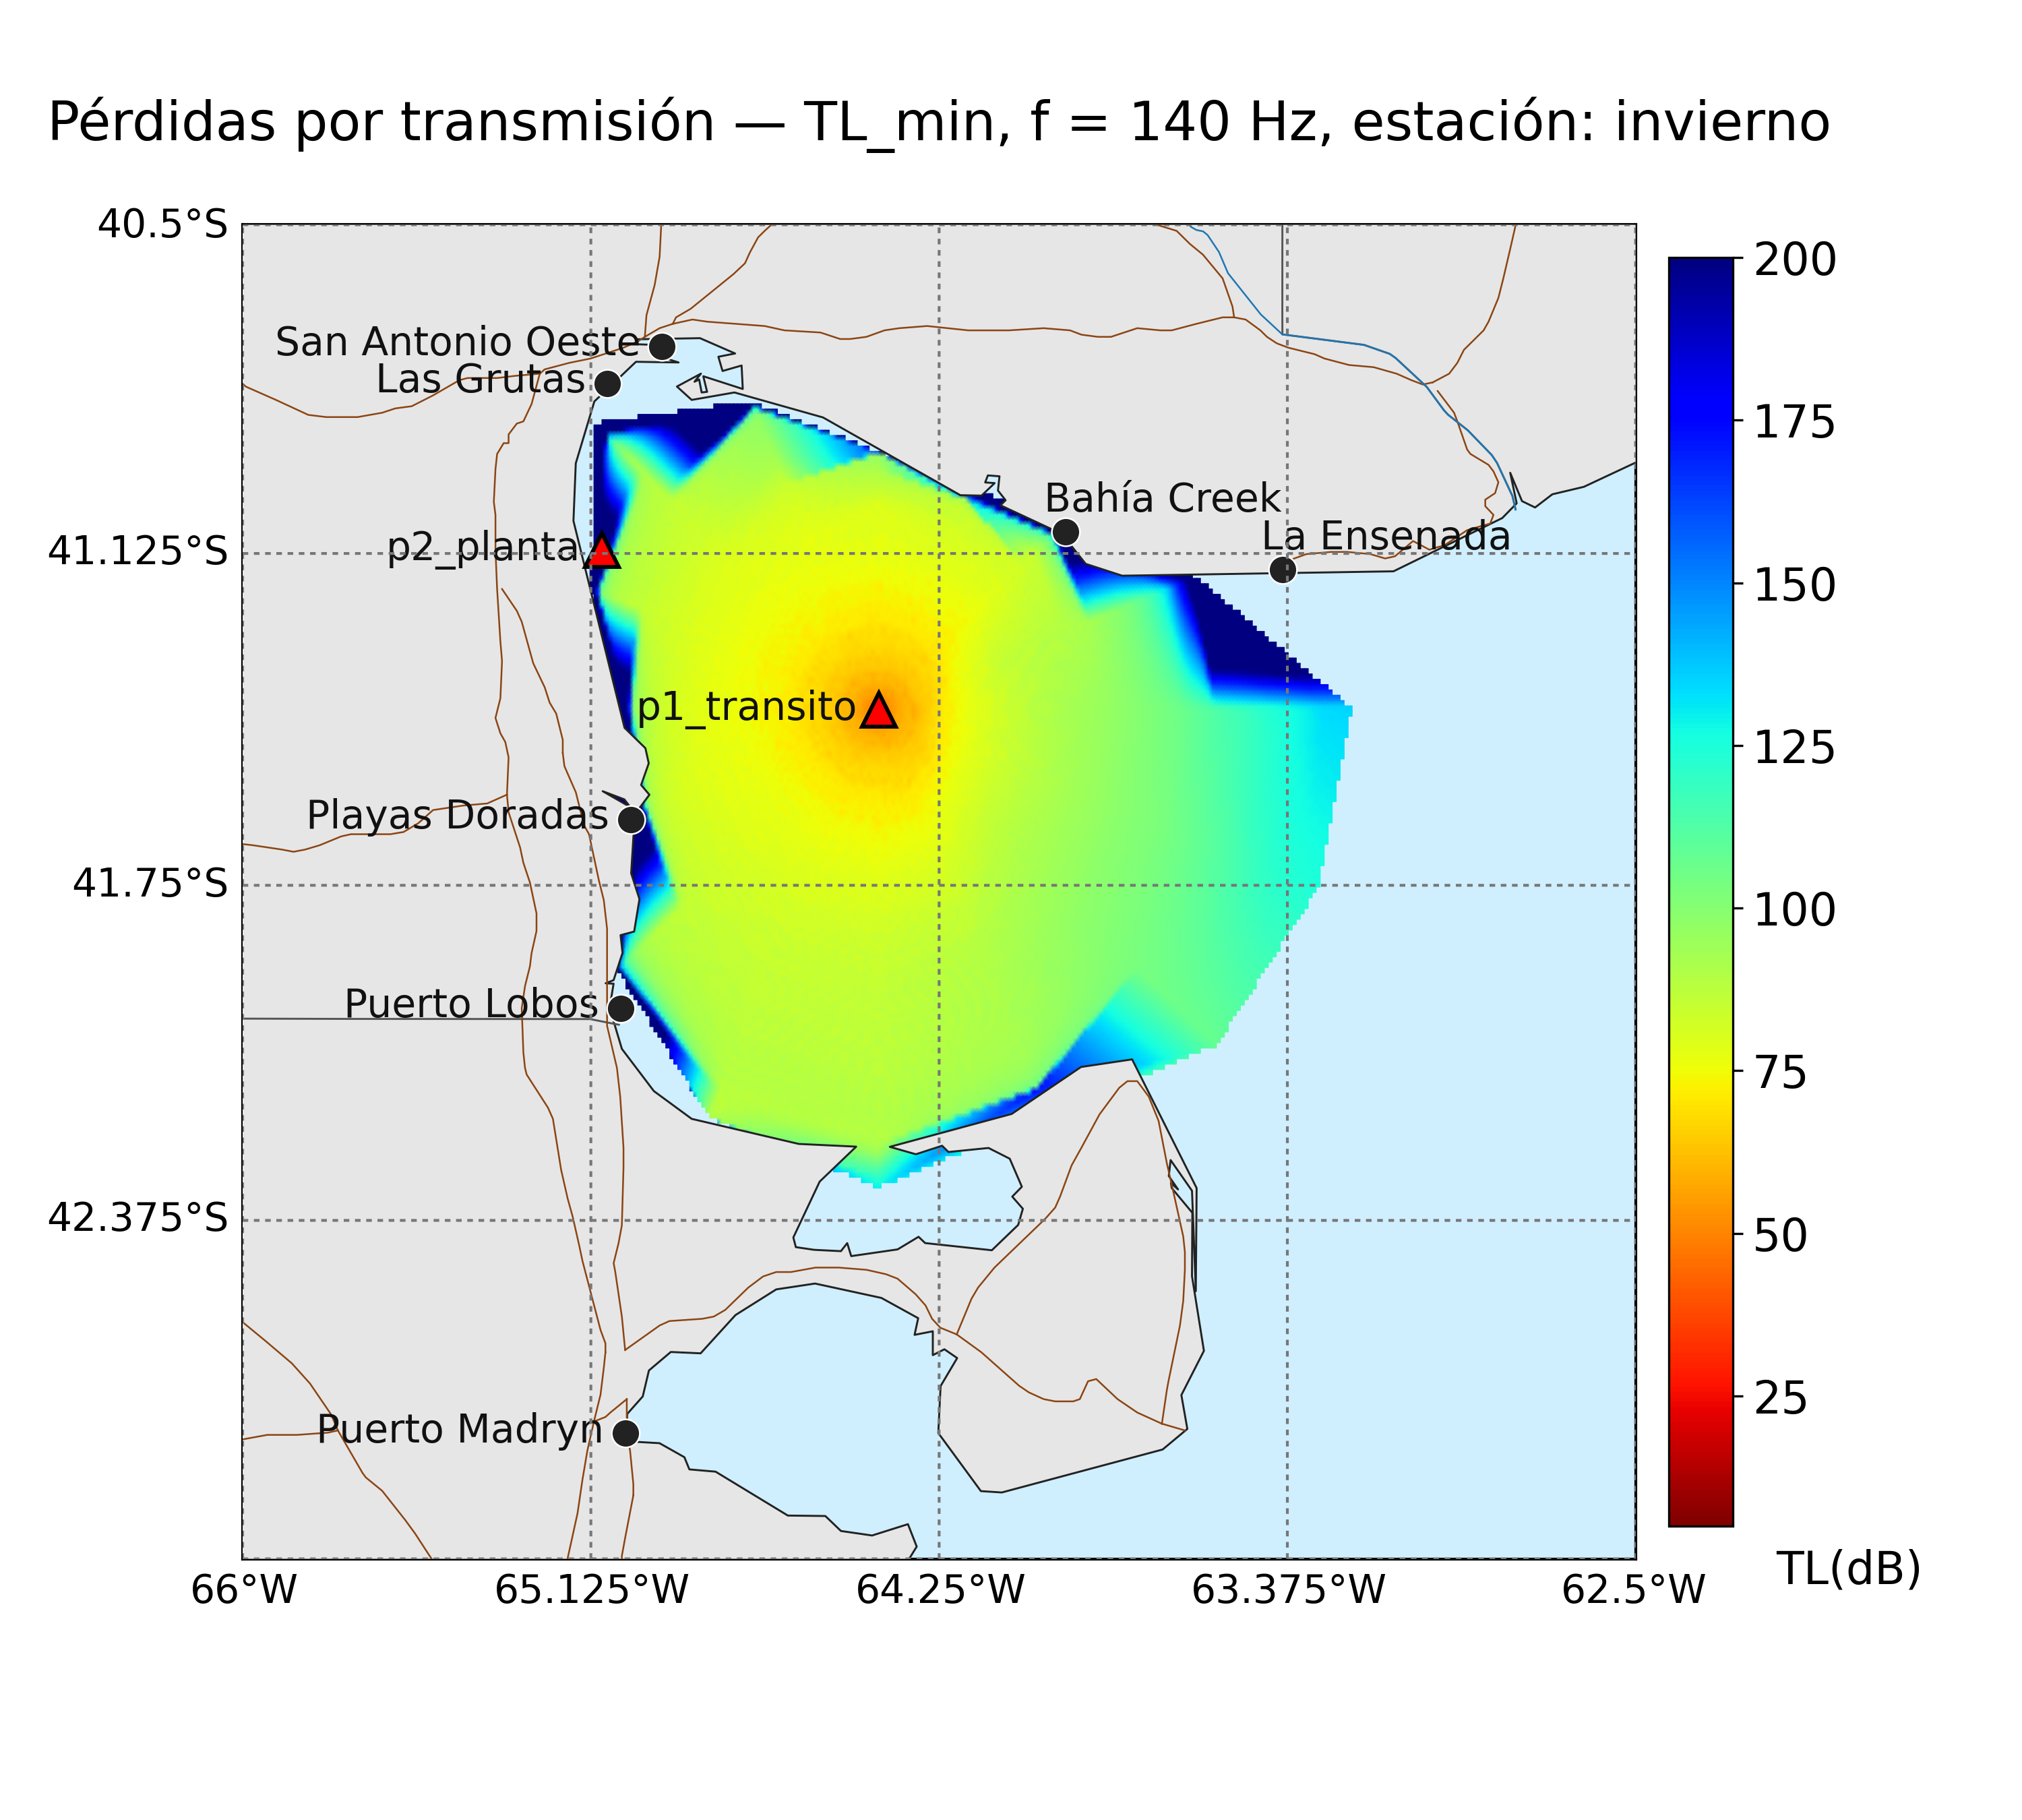 Pérdidas por transmisión — TL_min, f = 140 Hz, estación: invierno
40.5°S
200
San Antonio Oeste
Las Grutas
175
Bahía Creek
La Ensenada
41.125°S
p2_planta
150
p1_transito
125
Playas Doradas
41.75°S
100
Puerto Lobos
75
42.375°S
50
25
Puerto Madryn
TL(dB)
66°W
65.125°W
64.25°W
63.375°W
62.5°W